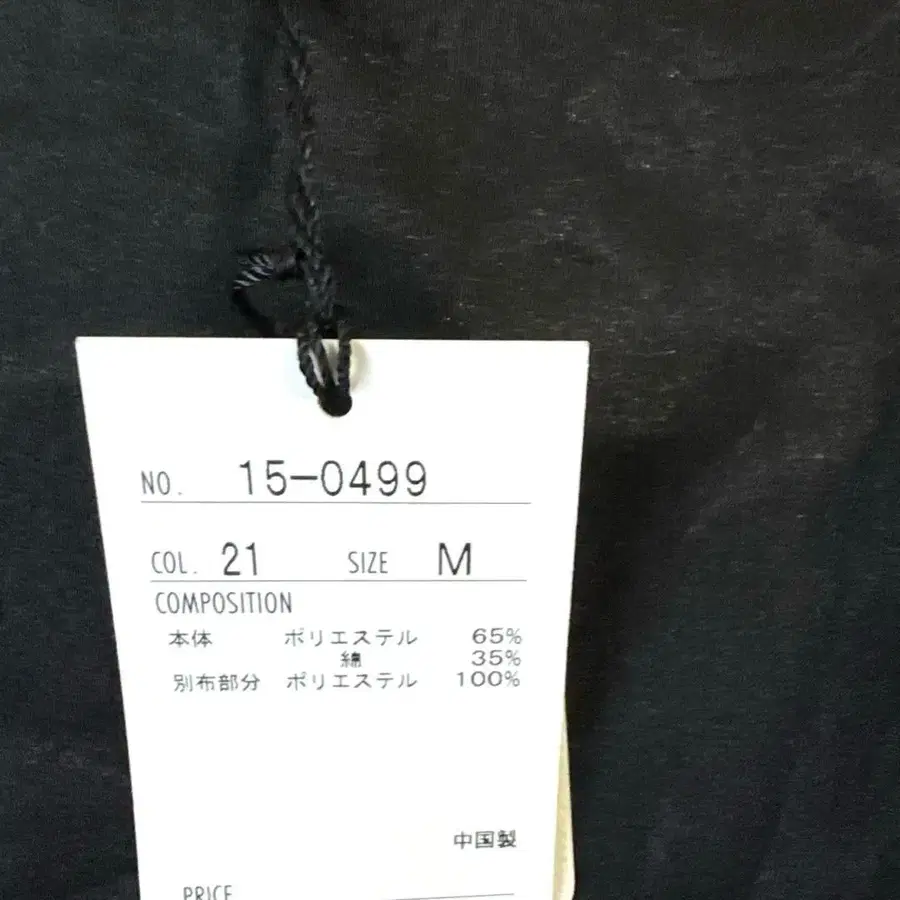 NO. 15-0499
COL. 21 SIZE M
COMPOSITION
本体 ポリエステル 65%
綿 35%
別布部分 ポリエステル 100%
中国製
PRICE